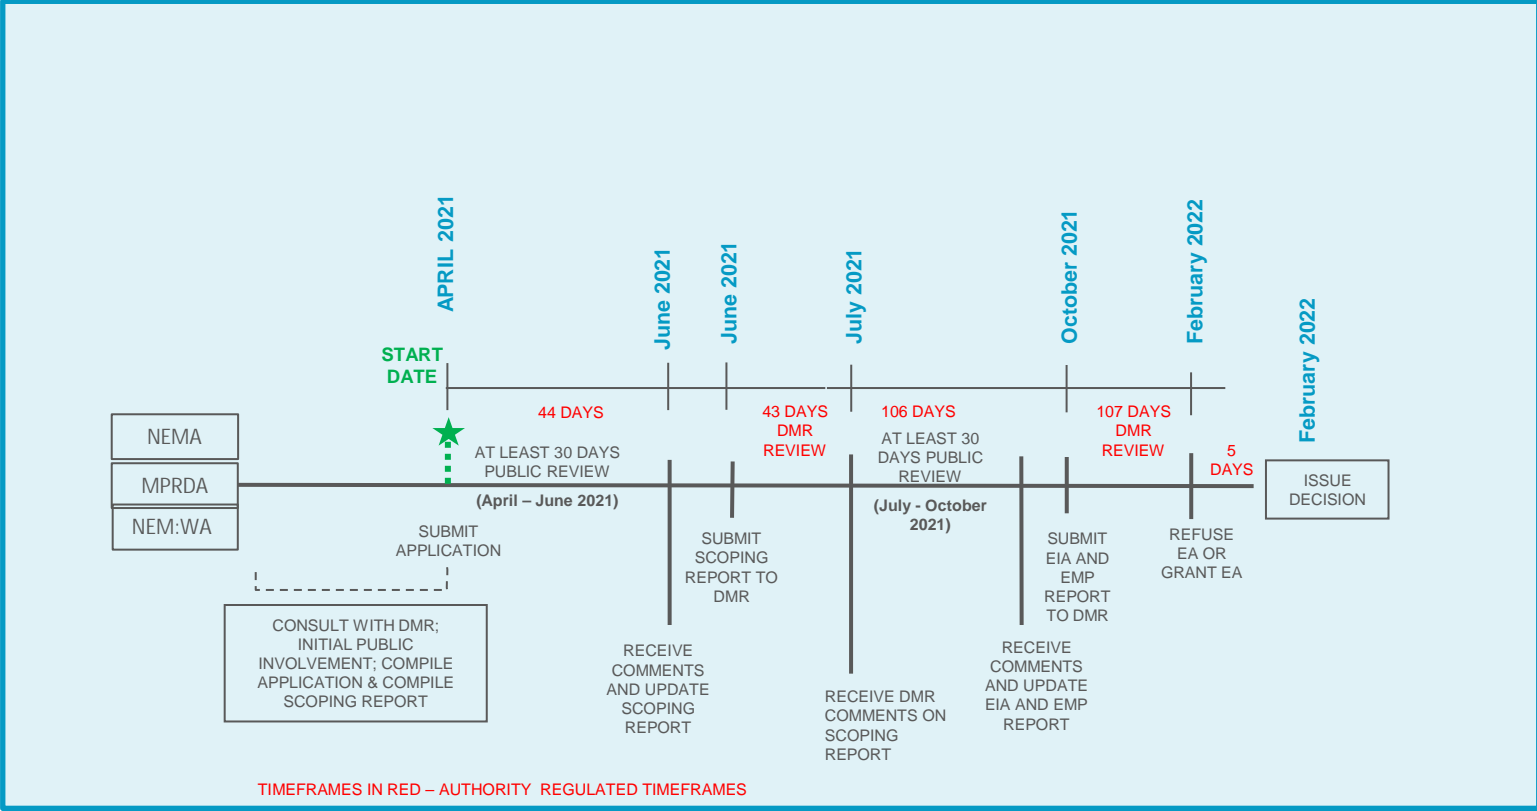 APRIL 2021
June 2021
June 2021
July 2021
October 2021
February 2022
February 2022
START
DATE
44 DAYS
43 DAYS
DMR
REVIEW
106 DAYS
107 DAYS
DMR
REVIEW
5
DAYS
NEMA
MPRDA
NEM:WA
AT LEAST 30 DAYS
PUBLIC REVIEW
(April – June 2021)
AT LEAST 30
DAYS PUBLIC
REVIEW
(July - October
2021)
ISSUE
DECISION
SUBMIT
APPLICATION
SUBMIT
SCOPING
REPORT TO
DMR
SUBMIT
EIA AND
EMP
REPORT
TO DMR
REFUSE
EA OR
GRANT EA
CONSULT WITH DMR;
INITIAL PUBLIC
INVOLVEMENT; COMPILE
APPLICATION & COMPILE
SCOPING REPORT
RECEIVE
COMMENTS
AND UPDATE
SCOPING
REPORT
RECEIVE DMR
COMMENTS ON
SCOPING
REPORT
RECEIVE
COMMENTS
AND UPDATE
EIA AND EMP
REPORT
TIMEFRAMES IN RED – AUTHORITY REGULATED TIMEFRAMES